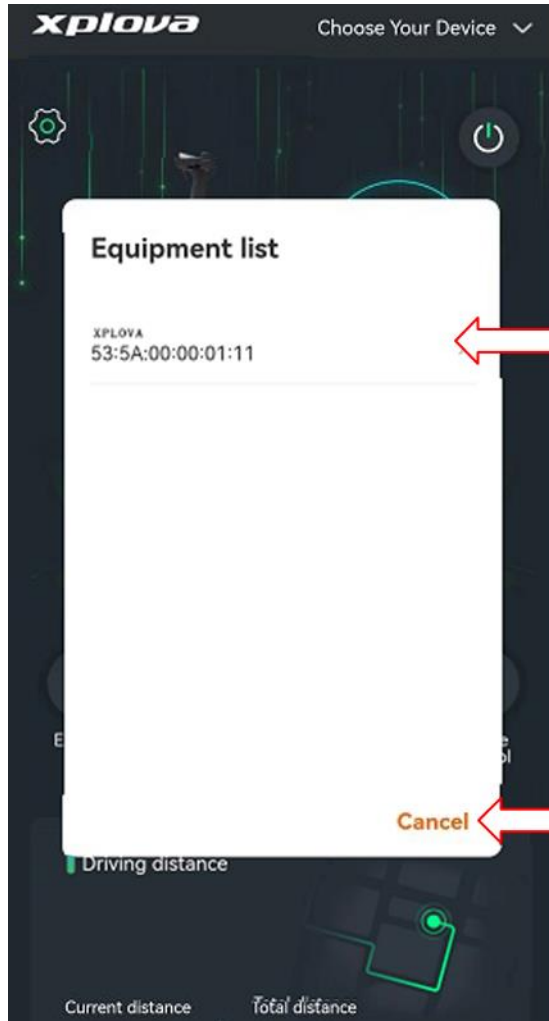 xplova
Choose Your Device
Equipment list
XPLOVA
53:5A:00:00:01:11
Cancel
Driving distance
Current distance
Total distance